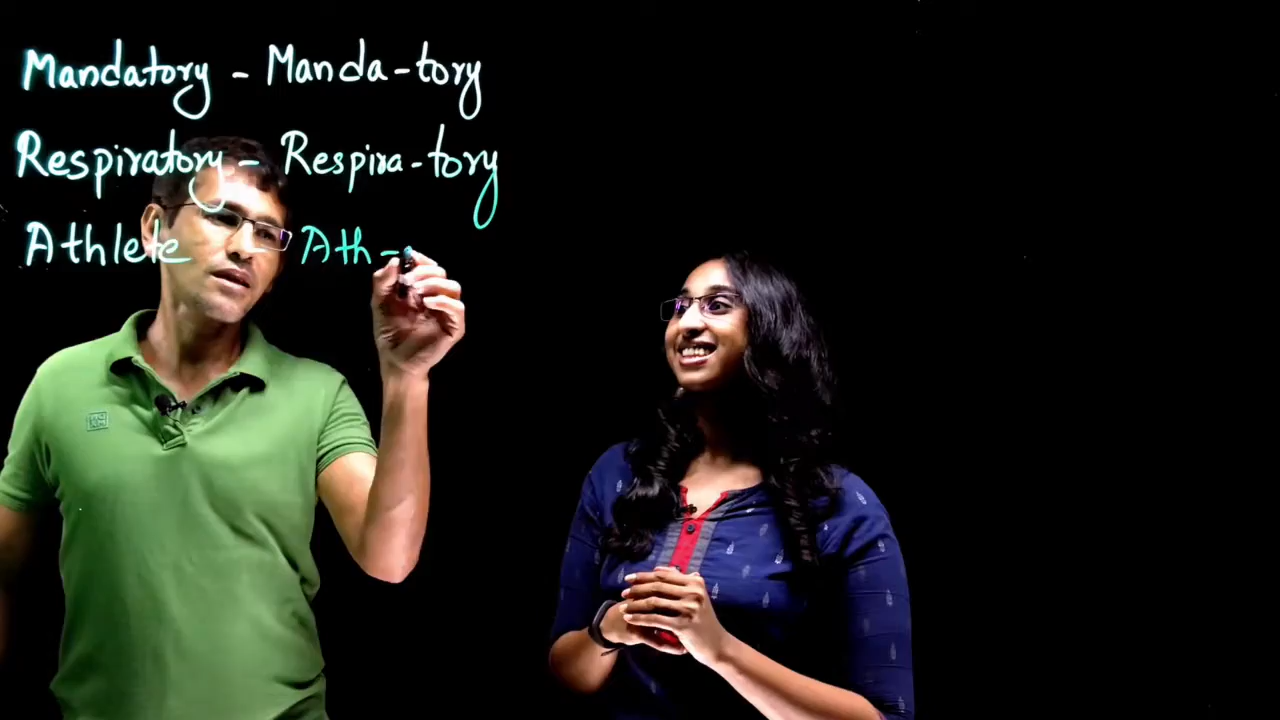 Mandatory - Manda-tory
Respiratory - Respira-tory
Athlete - Ath -